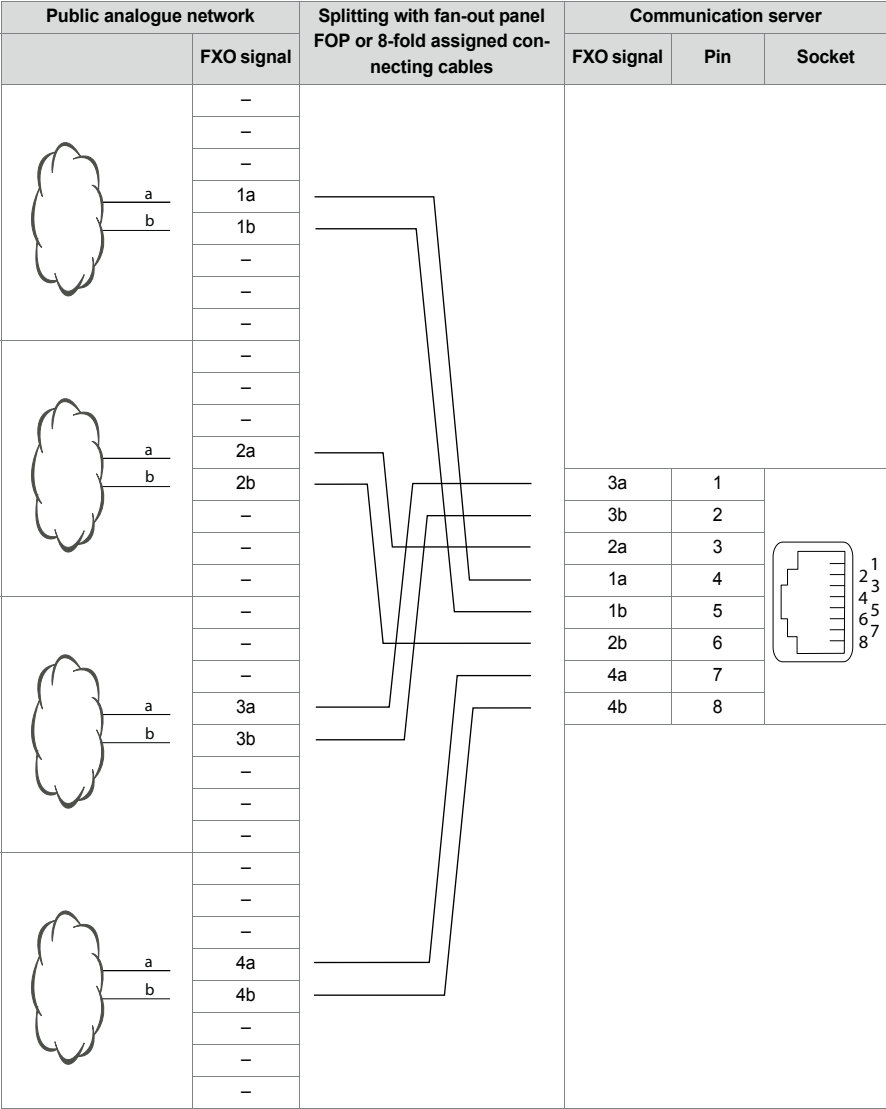 Public analogue network
Splitting with fan-out panel
FOP or 8-fold assigned con-
necting cables
Communication server
FXO signal
FXO signal
Pin
Socket
–
–
–
a
1a
b
1b
–
–
–
–
–
–
a
2a
b
2b
3a
1
–
3b
2
–
2a
3
–
1a
4
–
1b
5
–
2b
6
–
4a
7
a
3a
4b
8
b
3b
1
2
3
4
5
6
7
8
–
–
–
–
–
–
a
4a
b
4b
–
–
–